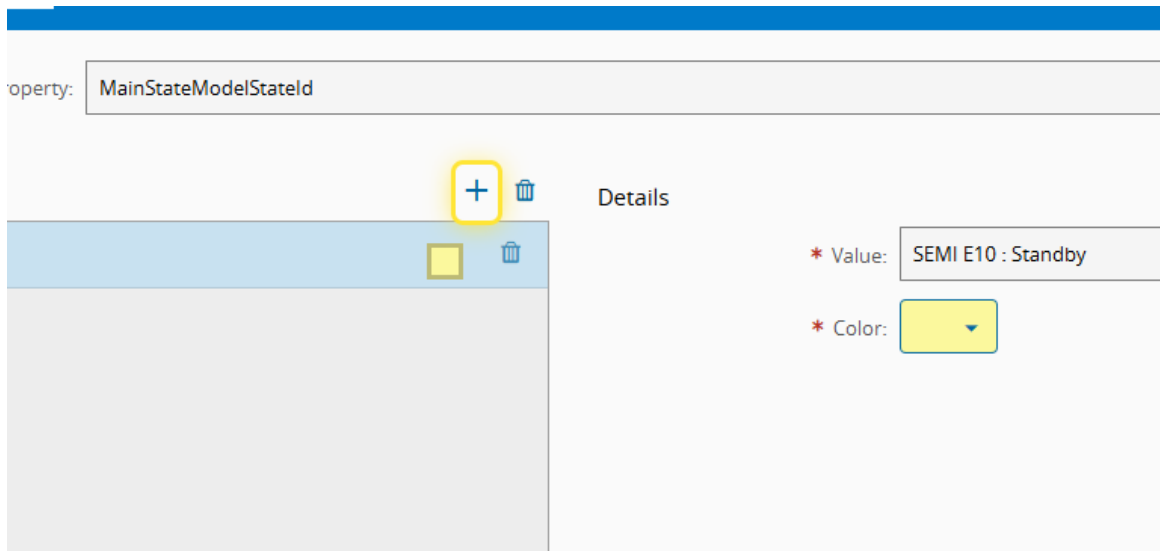 roperty: MainStateModelStateId
Details
* Value: SEMI E10 : Standby
* Color: